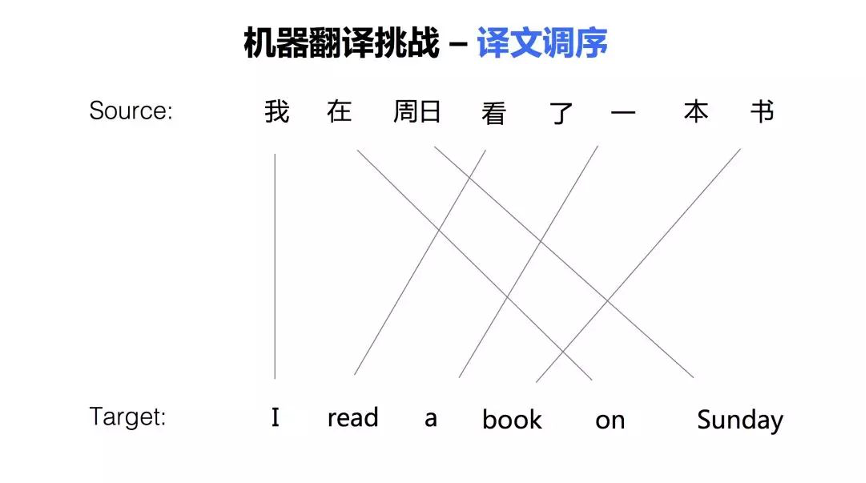 机器翻译挑战 – 译文调序
Source: 我 在 周日 看 了 一 本 书
Target: I read a book on Sunday